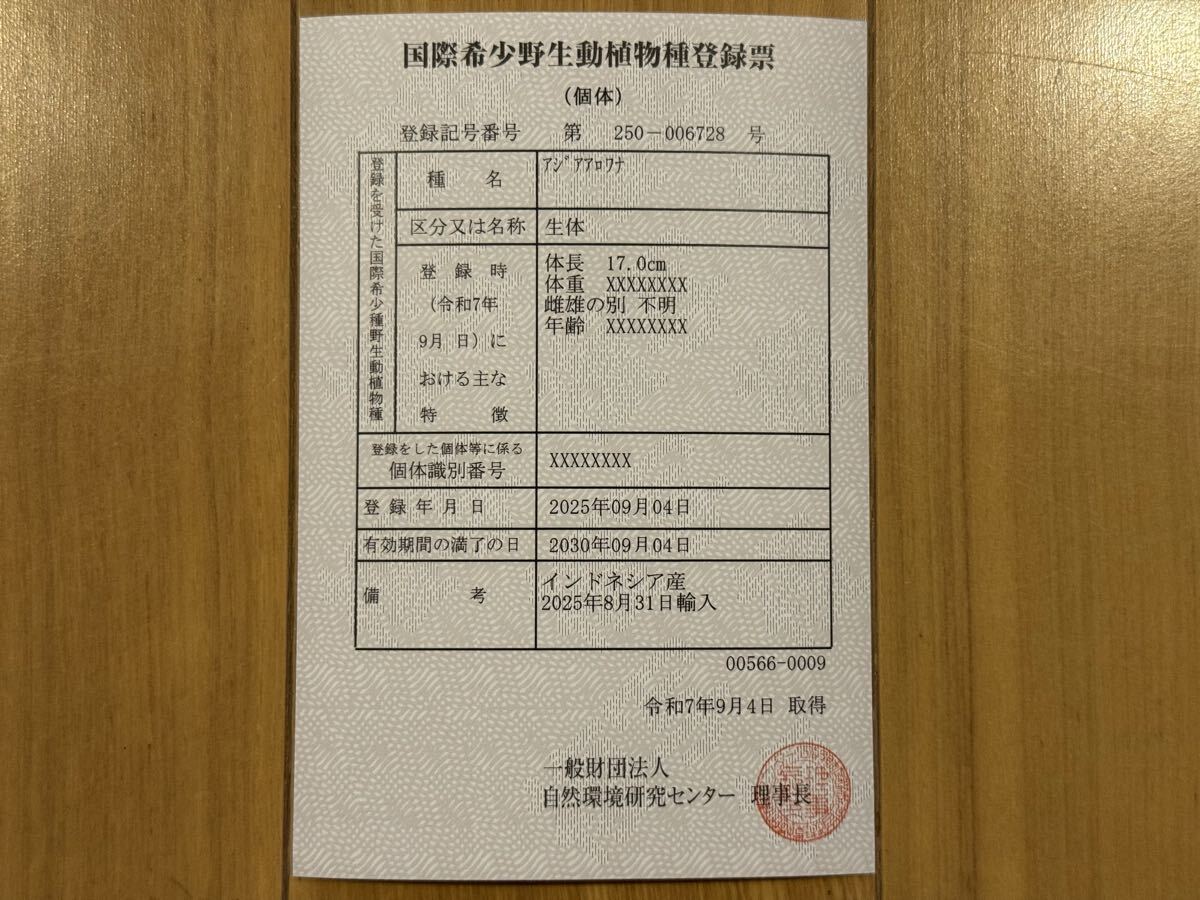 国際希少野生動植物種登録票
(個体)
登録記号番号 第 250－006728 号
登録を受けた国際希少種野生動植物種
種 名
ｱｼﾞｱｱﾛﾜﾅ
区分又は名称
生体
登 録 時
(令和7年
9月 日)に
おける主な
特 徴
体長 17.0cm
体重 XXXXXXXX
雌雄の別 不明
年齢 XXXXXXXX
登録をした個体等に係る
個体識別番号
XXXXXXXX
登 録 年 月 日
2025年09月04日
有効期間の満了の日
2030年09月04日
備 考
インドネシア産
2025年8月31日輸入
00566-0009
令和7年9月4日 取得
一般財団法人
自然環境研究センター 理事長